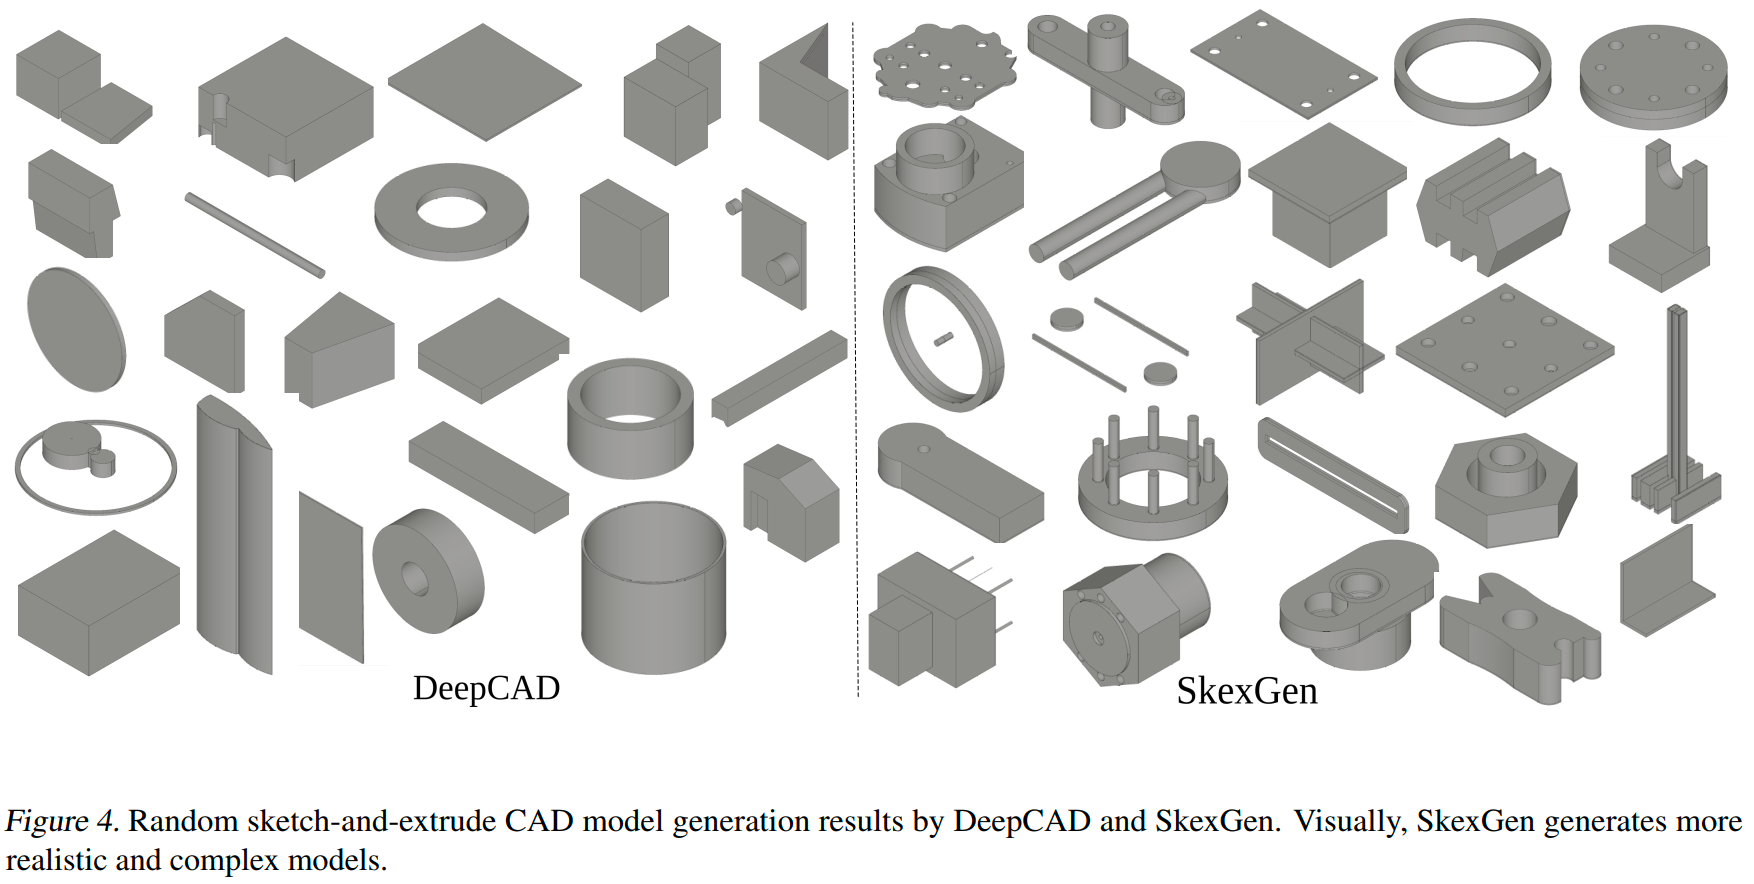 DeepCAD
SkexGen
Figure 4. Random sketch-and-extrude CAD model generation results by DeepCAD and SkexGen. Visually, SkexGen generates more
realistic and complex models.